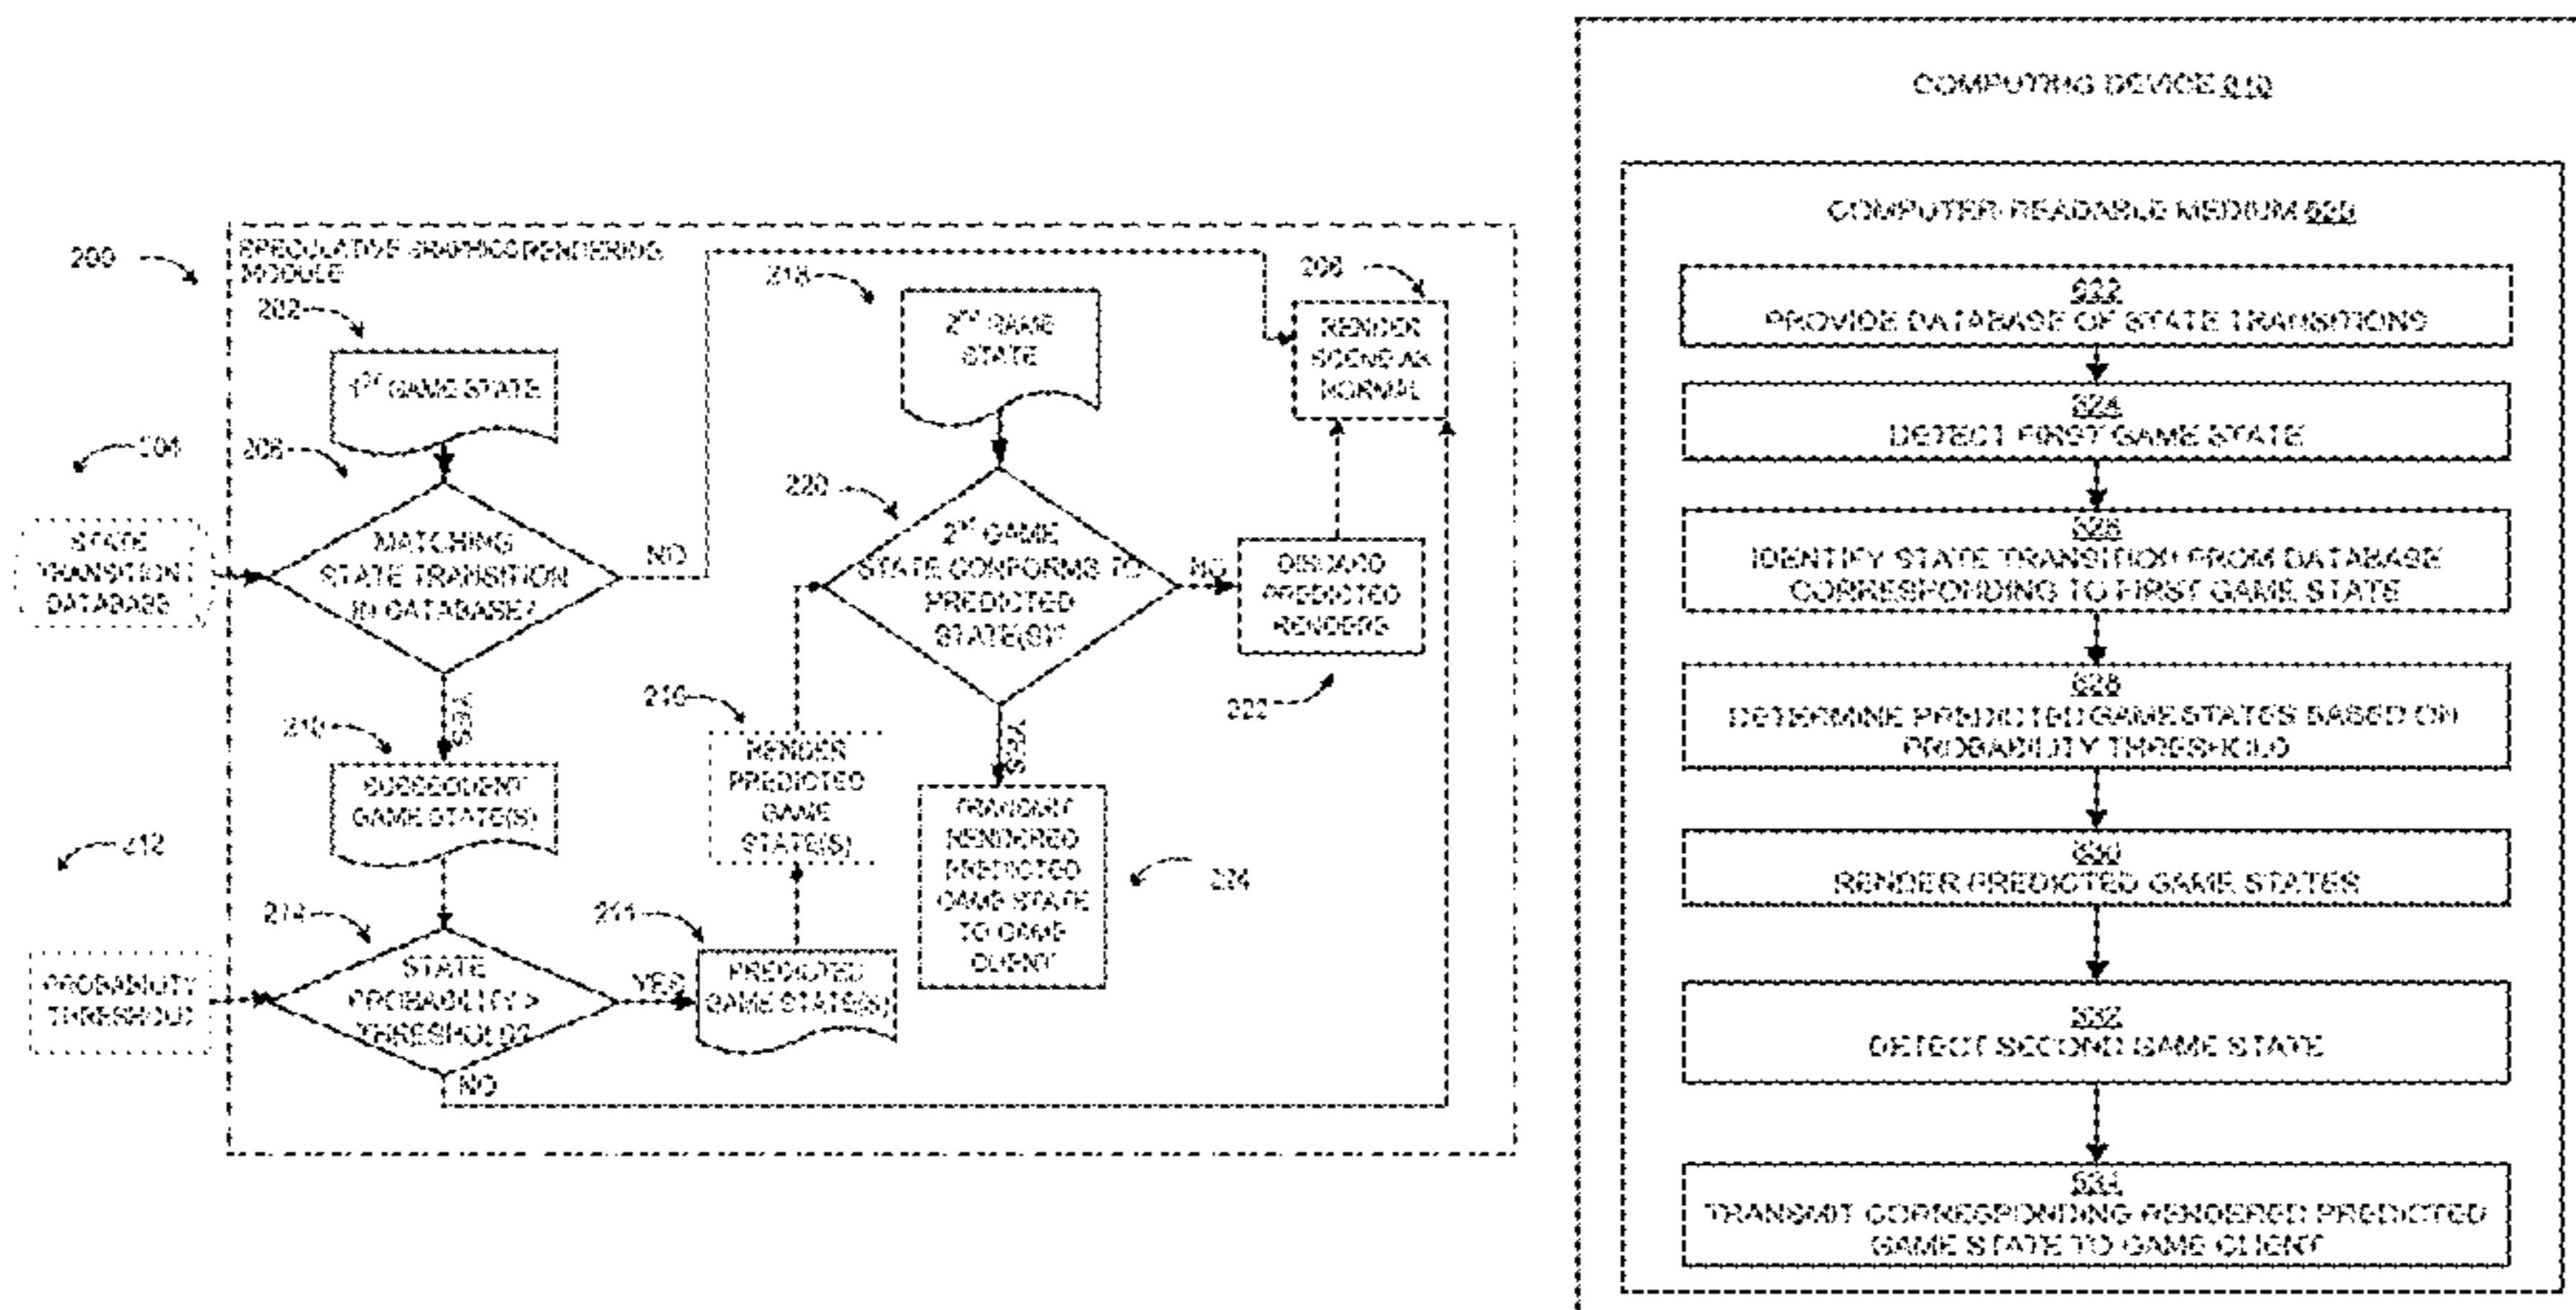 200
SPECULATIVE GRAPHICS RENDERING
MODULE
202
1ST GAME STATE
204
STATE
TRANSITION
DATABASE
MATCHING
STATE TRANSITION
IN DATABASE?
NO
YES
210
SUBSEQUENT
GAME STATE(S)
212
PROBABILITY
THRESHOLD
214
STATE
PROBABILITY >
THRESHOLD?
YES
NO
PREDICTED
GAME STATE(S)
RENDER
PREDICTED
GAME
STATE(S)
218
2ND GAME
STATE
220
2ND GAME
STATE CONFORMS TO
PREDICTED
STATE(S)?
NO
YES
222
DISCARD
PREDICTED
RENDERS
RENDER
SCENE AS
NORMAL
TRANSMIT
RENDERED
PREDICTED
GAME STATE
TO GAME
CLIENT
224
COMPUTING DEVICE
COMPUTER-READABLE MEDIUM
PROVIDE DATABASE OF STATE TRANSITIONS
DETECT FIRST GAME STATE
IDENTIFY STATE TRANSITION FROM DATABASE
CORRESPONDING TO FIRST GAME STATE
DETERMINE PREDICTED GAME STATES BASED ON
PROBABILITY THRESHOLD
RENDER PREDICTED GAME STATES
DETECT SECOND GAME STATE
TRANSMIT CORRESPONDING RENDERED PREDICTED
GAME STATE TO GAME CLIENT